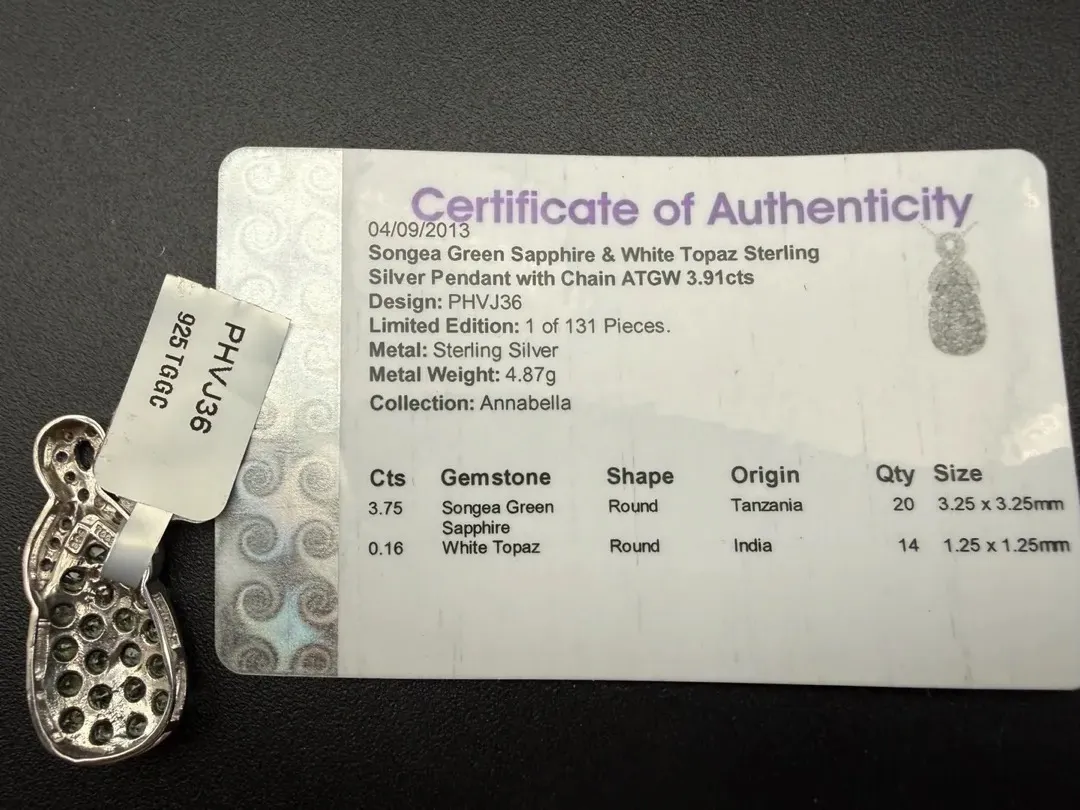 Certificate of Authenticity
04/09/2013
Songea Green Sapphire & White Topaz Sterling
Silver Pendant with Chain ATGW 3.91cts
Design: PHVJ36
Limited Edition: 1 of 131 Pieces.
Metal: Sterling Silver
Metal Weight: 4.87g
Collection: Annabella
Cts Gemstone Shape Origin Qty Size
3.75 Songea Green Sapphire Round Tanzania 20 3.25 x 3.25mm
0.16 White Topaz Round India 14 1.25 x 1.25mm
PHVJ36
925 TGGC